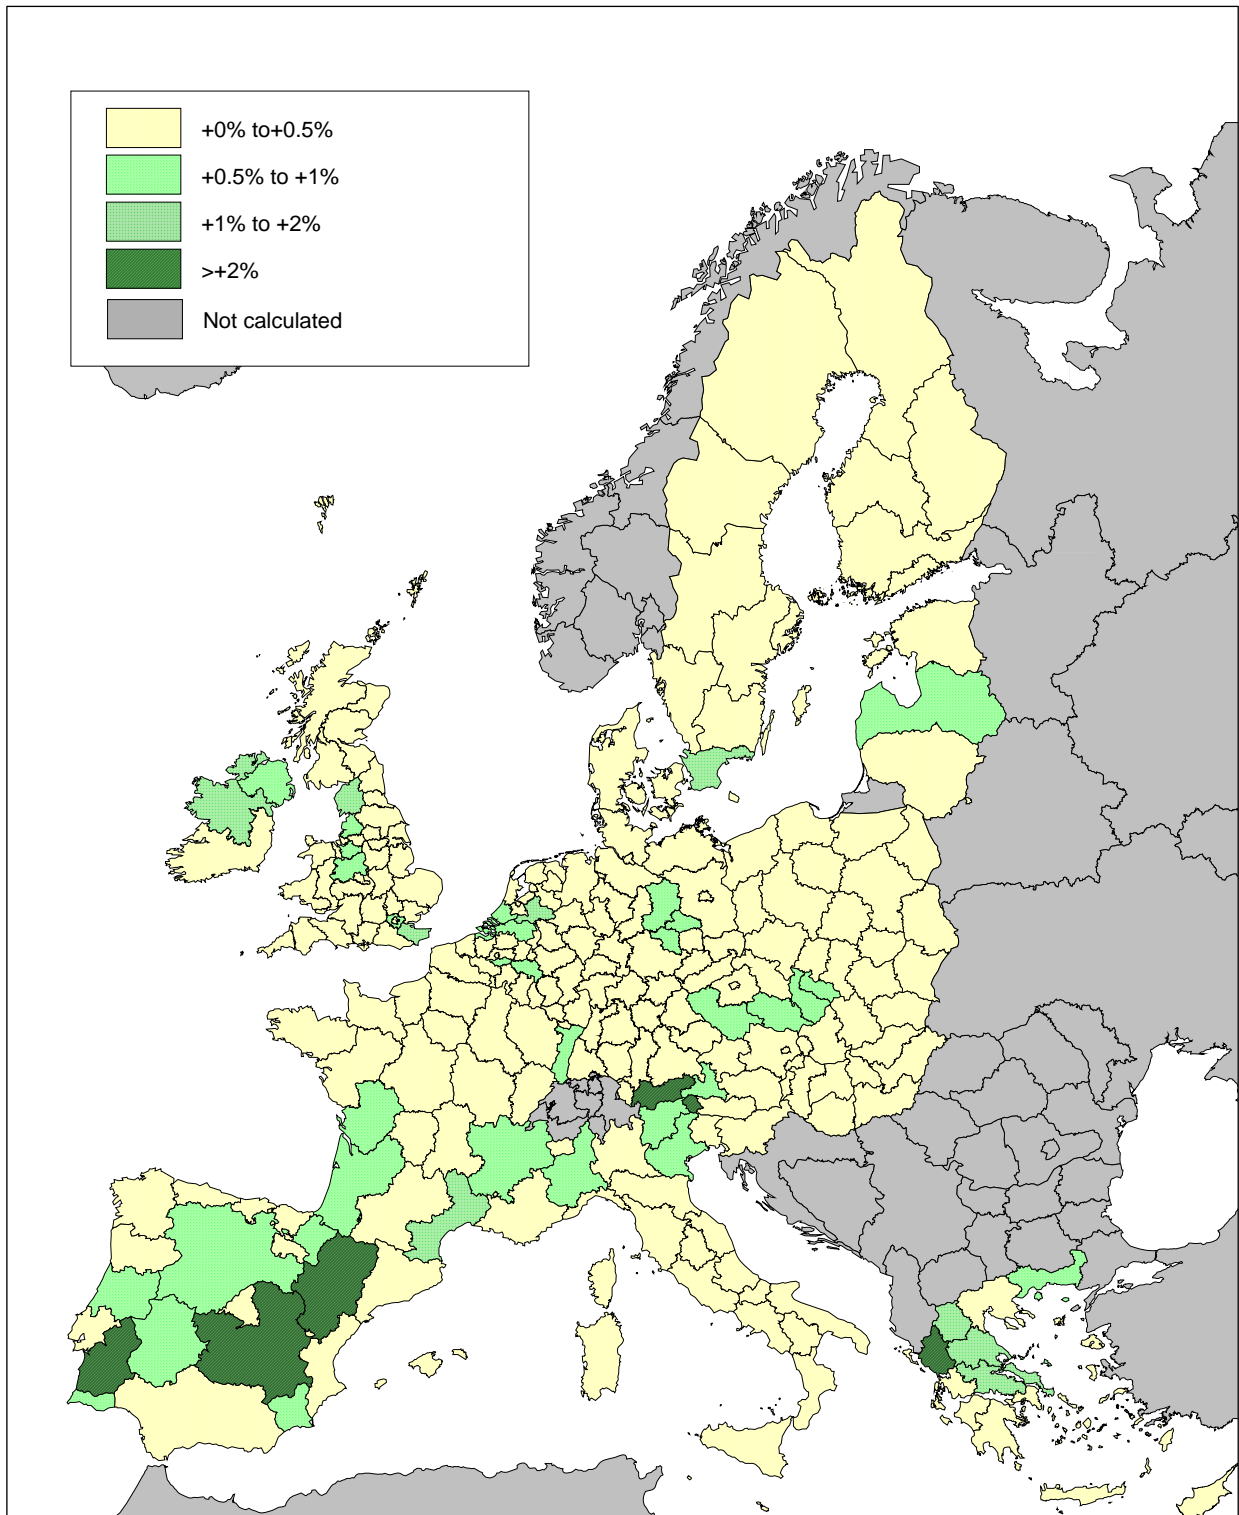 +0% to+0.5%
+0.5% to +1%
+1% to +2%
>+2%
Not calculated